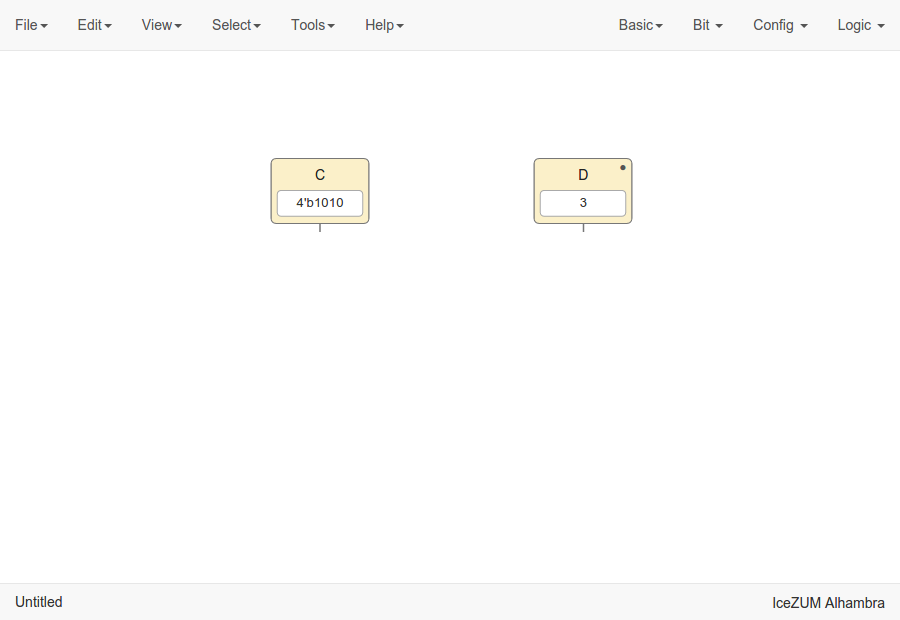 File Edit View Select Tools Help Basic Bit Config Logic
C D
4'b1010 3
Untitled IceZUM Alhambra